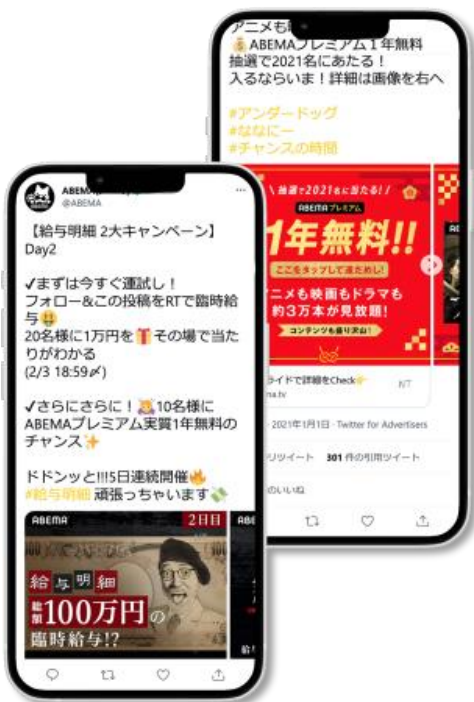 アニメも
💰ABEMAプレミアム1年無料
抽選で2021名にあたる！
入るならいま！詳細は画像を右へ
#アンダードッグ
#ななにー
#チャンスの時間
\ 抽選で2021名に当たる! /
ABEMAプレミアム
1年無料!!
ここをタップして運だめし!
ニメも映画もドラマも
約3万本が見放題!
コンテンツも盛り沢山!
ライドで詳細をCheck
2021年1月1日 · Twitter for Advertisers
リツイート 301 件の引用ツイート
のいいね
ABEMA
@ABEMA
【給与明細 2大キャンペーン】
Day2
✓まずは今すぐ運試し！
フォロー&この投稿をRTで臨時給
与🤑
20名様に1万円を🎁その場で当た
りがわかる
(2/3 18:59〆)
✓さらにさらに！10名様に
ABEMAプレミアム実質1年無料の
チャンス✨
ドドンッと!!!5日連続開催🔥
#給与明細 頑張っちゃいます💸
ABEMA
2日目
給与明細
総額100万円の
臨時給与!?